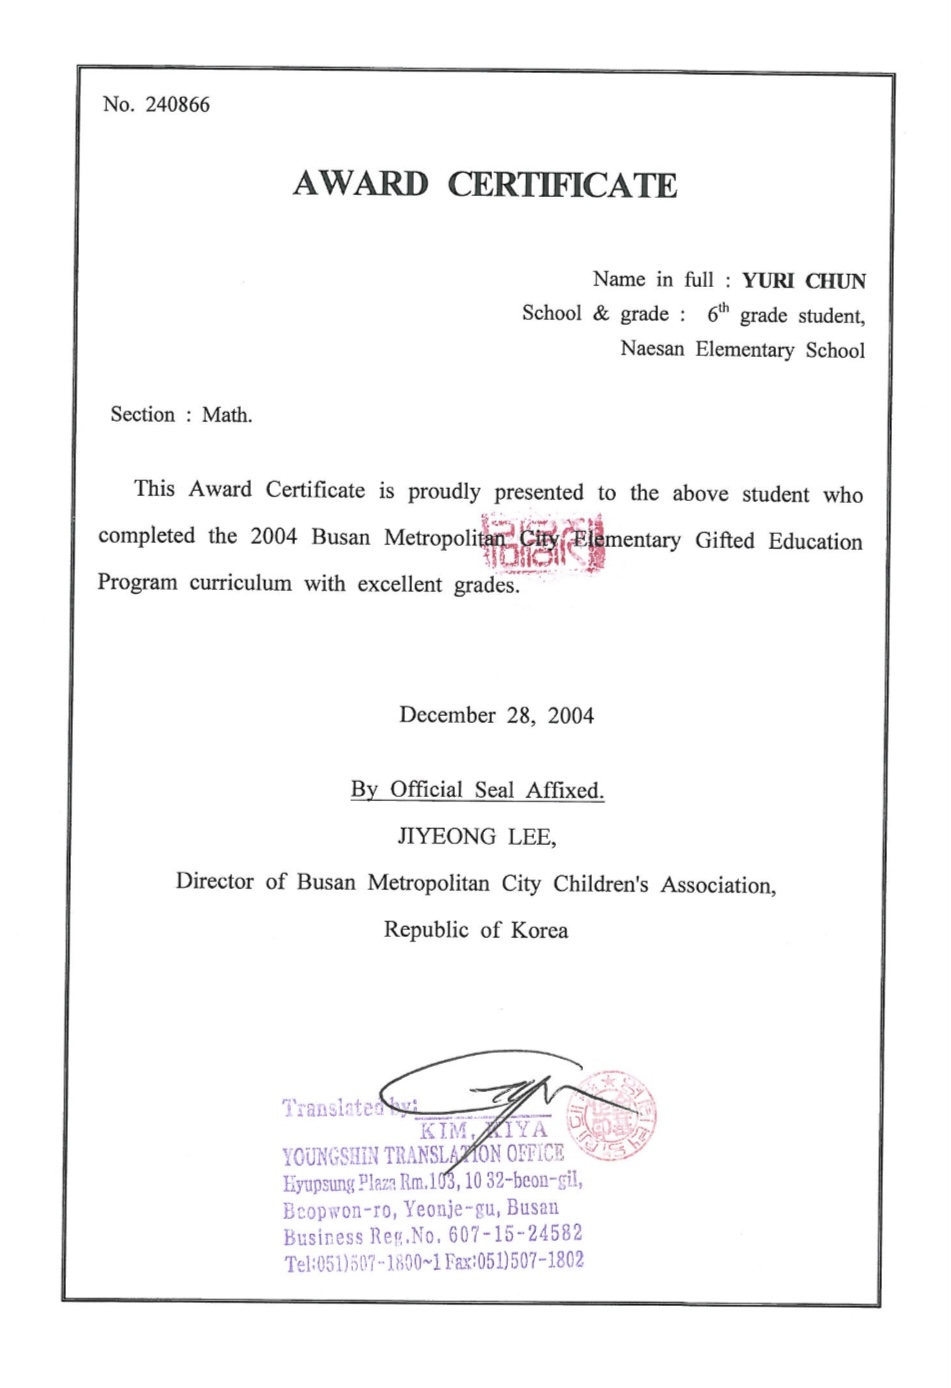 No. 240866
AWARD CERTIFICATE
Name in full : YURI CHUN
School & grade : 6th grade student,
Naesan Elementary School
Section : Math.
This Award Certificate is proudly presented to the above student who
completed the 2004 Busan Metropolitan City Elementary Gifted Education
Program curriculum with excellent grades.
December 28, 2004
By Official Seal Affixed.
JIYEONG LEE,
Director of Busan Metropolitan City Children's Association,
Republic of Korea
Translated by:
KIM, KIYA
YOUNGSHIN TRANSLATION OFFICE
Hyupsung Plaza Rm.103, 10 32-beon-gil,
Beopwon-ro, Yeonje-gu, Busan
Business Reg.No. 607-15-24582
Tel:051)507-1800~1 Fax:051)507-1802